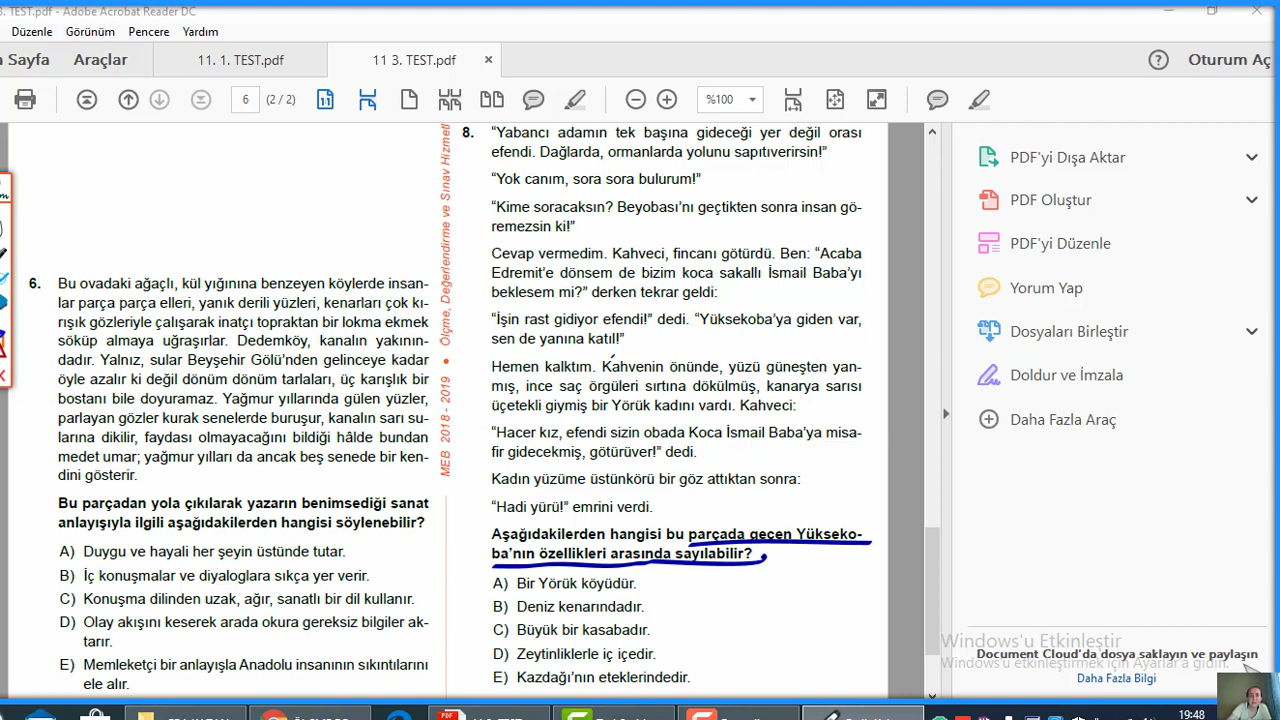 3. TEST.pdf - Adobe Acrobat Reader DC
Düzenle Görünüm Pencere Yardım
Sayfa Araçlar 11. 1. TEST.pdf 11 3. TEST.pdf × Oturum Aç
6 (2 / 2) %100
MEB 2018 - 2019 ● Ölçme, Değerlendirme ve Sınav Hizmetl
6. Bu ovadaki ağaçlı, kül yığınına benzeyen köylerde insan-
lar parça parça elleri, yanık derili yüzleri, kenarları çok kı-
rışık gözleriyle çalışarak inatçı topraktan bir lokma ekmek
söküp almaya uğraşırlar. Dedemköy, kanalın yakının-
dadır. Yalnız, sular Beyşehir Gölü’nden gelinceye kadar
öyle azalır ki değil dönüm dönüm tarlaları, üç karışlık bir
bostanı bile doyuramaz. Yağmur yıllarında gülen yüzler,
parlayan gözler kurak senelerde buruşur, kanalın sarı su-
larına dikilir, faydası olmayacağını bildiği hâlde bundan
medet umar; yağmur yılları da ancak beş senede bir ken-
dini gösterir.
Bu parçadan yola çıkılarak yazarın benimsediği sanat
anlayışıyla ilgili aşağıdakilerden hangisi söylenebilir?
A) Duygu ve hayali her şeyin üstünde tutar.
B) İç konuşmalar ve diyaloglara sıkça yer verir.
C) Konuşma dilinden uzak, ağır, sanatlı bir dil kullanır.
D) Olay akışını keserek arada okura gereksiz bilgiler ak-
tarır.
E) Memleketçi bir anlayışla Anadolu insanının sıkıntılarını
ele alır.
8. “Yabancı adamın tek başına gideceği yer değil orası
efendi. Dağlarda, ormanlarda yolunu sapıtıverirsin!”
“Yok canım, sora sora bulurum!”
“Kime soracaksın? Beyobası’nı geçtikten sonra insan gö-
remezsin ki!”
Cevap vermedim. Kahveci, fincanı götürdü. Ben: “Acaba
Edremit’e dönsem de bizim koca sakallı İsmail Baba’yı
beklesem mi?” derken tekrar geldi:
“İşin rast gidiyor efendi!” dedi. “Yüksekoba’ya giden var,
sen de yanına katıl!”
Hemen kalktım. Kahvenin önünde, yüzü güneşten yan-
mış, ince saç örgüleri sırtına dökülmüş, kanarya sarısı
üçetekli giymiş bir Yörük kadını vardı. Kahveci:
“Hacer kız, efendi sizin obada Koca İsmail Baba’ya misa-
fir gidecekmiş, götürüver!” dedi.
Kadın yüzüme üstünkörü bir göz attıktan sonra:
“Hadi yürü!” emrini verdi.
Aşağıdakilerden hangisi bu parçada geçen Yükseko-
ba’nın özellikleri arasında sayılabilir?
A) Bir Yörük köyüdür.
B) Deniz kenarındadır.
C) Büyük bir kasabadır.
D) Zeytinliklerle iç içedir.
E) Kazdağı’nın eteklerindedir.
PDF'yi Dışa Aktar
PDF Oluştur
PDF'yi Düzenle
Yorum Yap
Dosyaları Birleştir
Doldur ve İmzala
Daha Fazla Araç
Windows'u Etkinleştir
Windows'u etkinleştirmek için Ayarlar'a gidin.
Document Cloud'da dosya saklayın ve paylaşın
Daha Fazla Bilgi
19:48